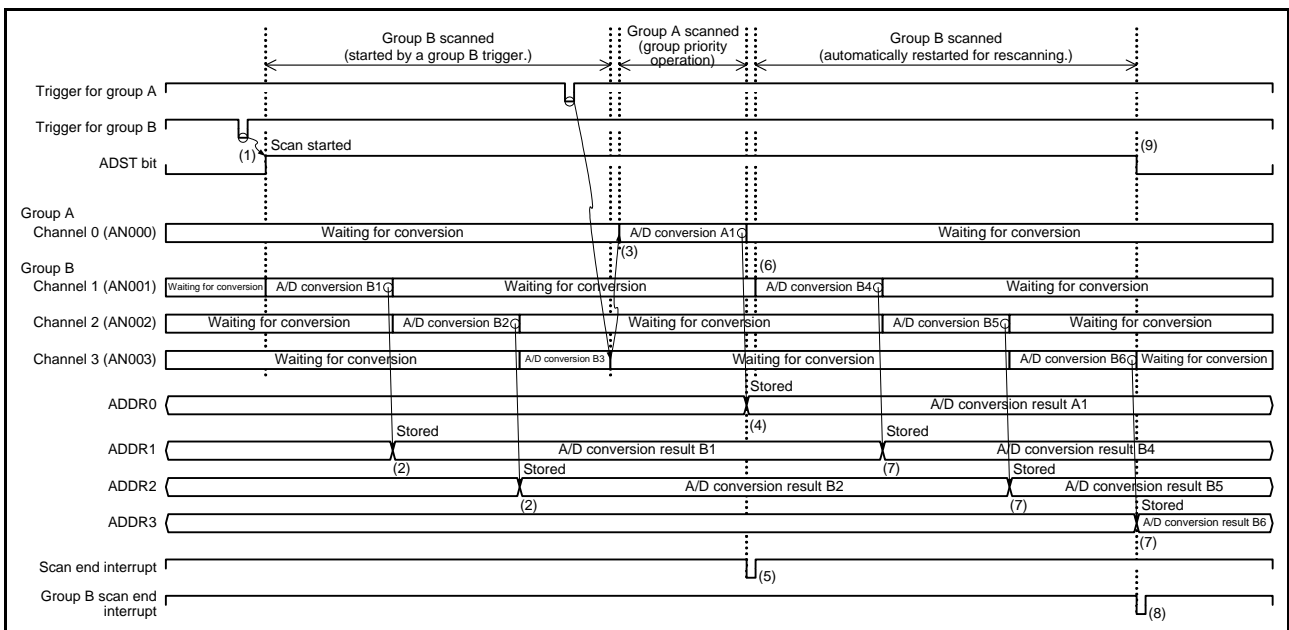 Group B scanned
(started by a group B trigger.)
Group A scanned
(group priority
operation)
Group B scanned
(automatically restarted for rescanning.)
Trigger for group A
Trigger for group B
(1)
Scan started
(9)
ADST bit
Group A
Channel 0 (AN000)
Waiting for conversion
A/D conversion A1
Waiting for conversion
(3)
(6)
Group B
Channel 1 (AN001)
Waiting for conversion
A/D conversion B1
Waiting for conversion
A/D conversion B4
Waiting for conversion
Channel 2 (AN002)
Waiting for conversion
A/D conversion B2
Waiting for conversion
A/D conversion B5
Waiting for conversion
Channel 3 (AN003)
Waiting for conversion
A/D conversion B3
Waiting for conversion
A/D conversion B6
Waiting for conversion
Stored
ADDR0
A/D conversion result A1
(4)
Stored
Stored
ADDR1
A/D conversion result B1
A/D conversion result B4
(2)
(7)
Stored
Stored
ADDR2
A/D conversion result B2
A/D conversion result B5
(2)
(7)
Stored
ADDR3
A/D conversion result B6
(7)
Scan end interrupt
(5)
Group B scan end
interrupt
(8)